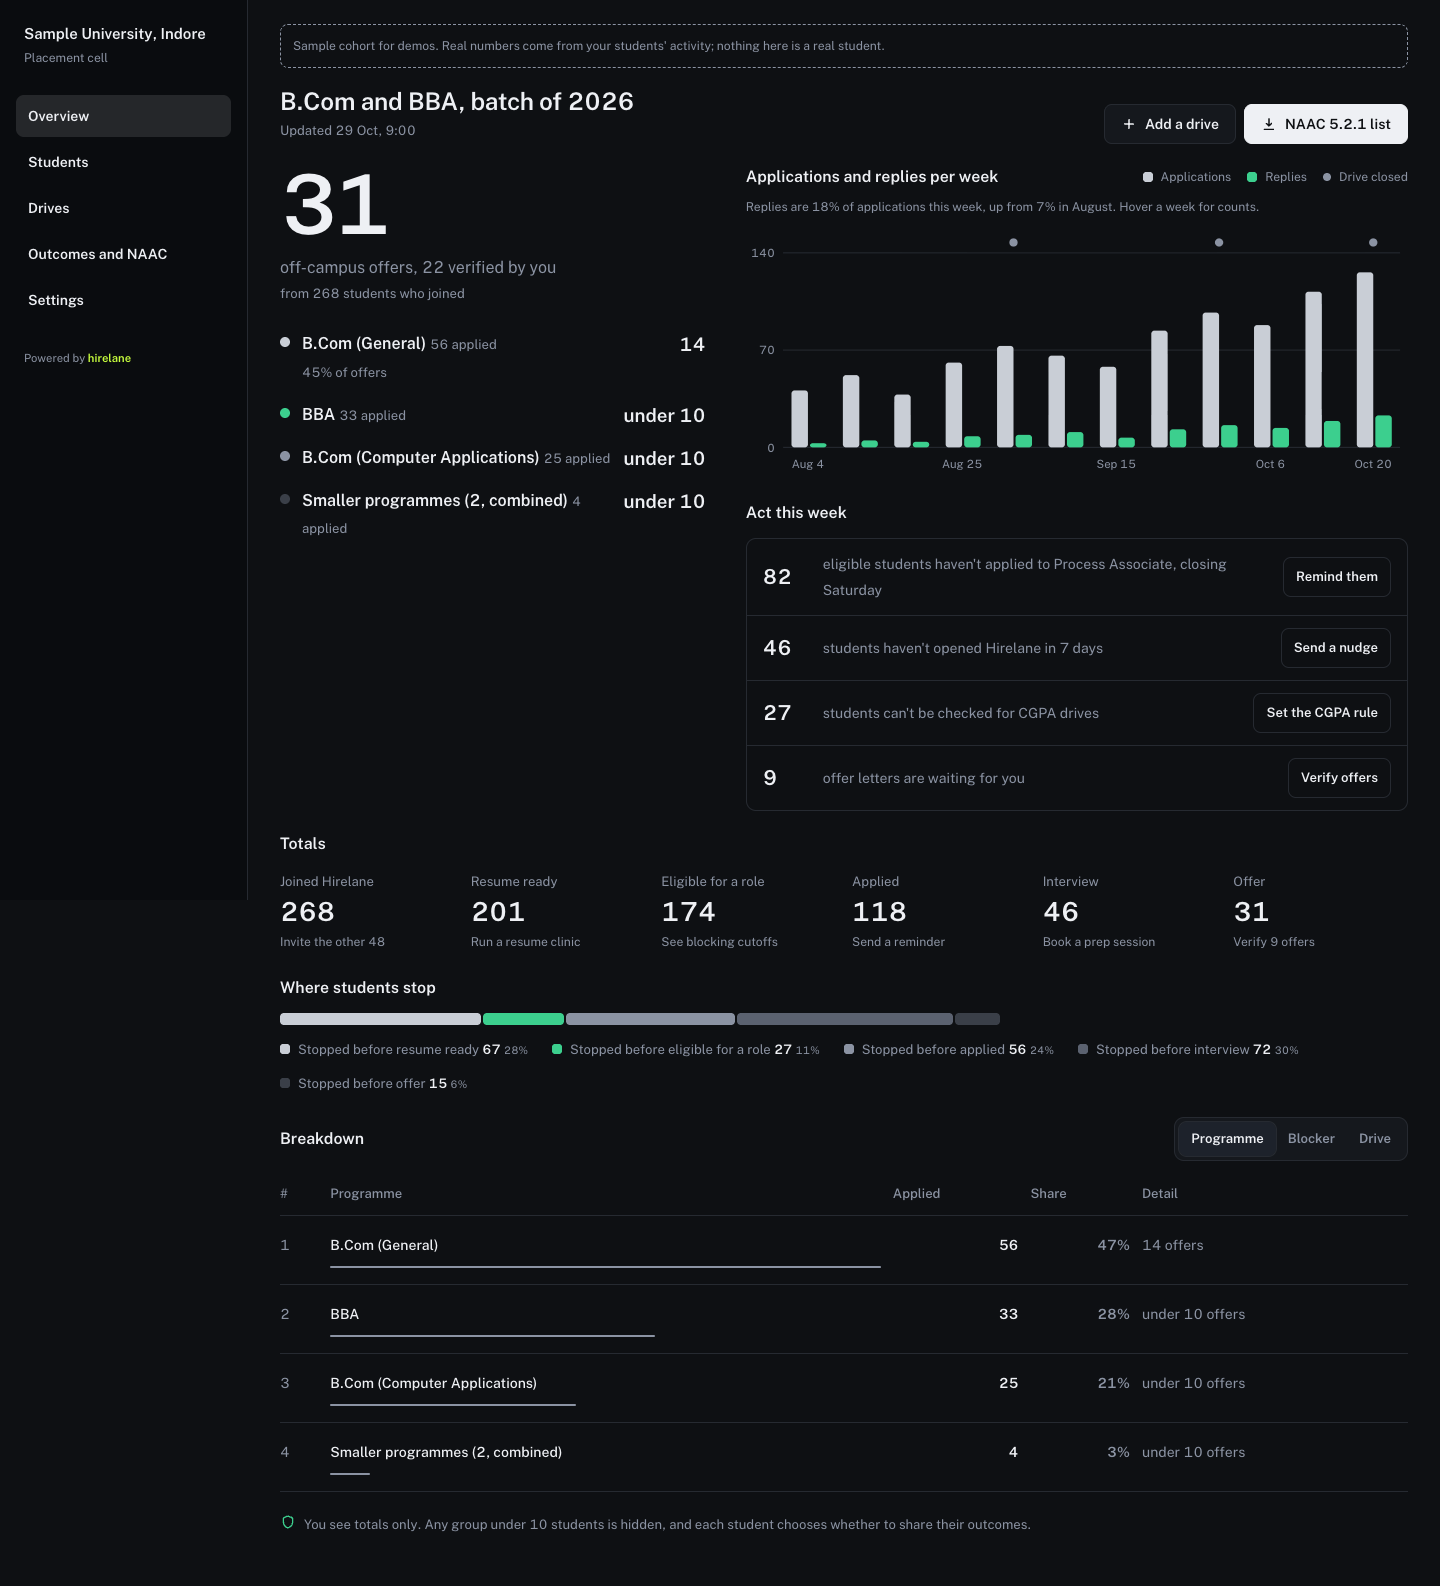 Sample University, Indore
Placement cell
Overview
Students
Drives
Outcomes and NAAC
Settings
Powered by hirelane
Sample cohort for demos. Real numbers come from your students' activity; nothing here is a real student.
B.Com and BBA, batch of 2026
Updated 29 Oct, 9:00
Add a drive
NAAC 5.2.1 list
31
off-campus offers, 22 verified by you
from 268 students who joined
B.Com (General) 56 applied 14
45% of offers
BBA 33 applied under 10
B.Com (Computer Applications) 25 applied under 10
Smaller programmes (2, combined) 4 under 10
applied
Applications and replies per week
Applications Replies Drive closed
Replies are 18% of applications this week, up from 7% in August. Hover a week for counts.
140
70
0
Aug 4 Aug 25 Sep 15 Oct 6 Oct 20
Act this week
82 eligible students haven't applied to Process Associate, closing
Saturday
Remind them
46 students haven't opened Hirelane in 7 days Send a nudge
27 students can't be checked for CGPA drives Set the CGPA rule
9 offer letters are waiting for you Verify offers
Totals
Joined Hirelane Resume ready Eligible for a role Applied Interview Offer
268 201 174 118 46 31
Invite the other 48 Run a resume clinic See blocking cutoffs Send a reminder Book a prep session Verify 9 offers
Where students stop
Stopped before resume ready 67 28% Stopped before eligible for a role 27 11% Stopped before applied 56 24% Stopped before interview 72 30%
Stopped before offer 15 6%
Breakdown
Programme Blocker Drive
# Programme Applied Share Detail
1 B.Com (General) 56 47% 14 offers
2 BBA 33 28% under 10 offers
3 B.Com (Computer Applications) 25 21% under 10 offers
4 Smaller programmes (2, combined) 4 3% under 10 offers
You see totals only. Any group under 10 students is hidden, and each student chooses whether to share their outcomes.